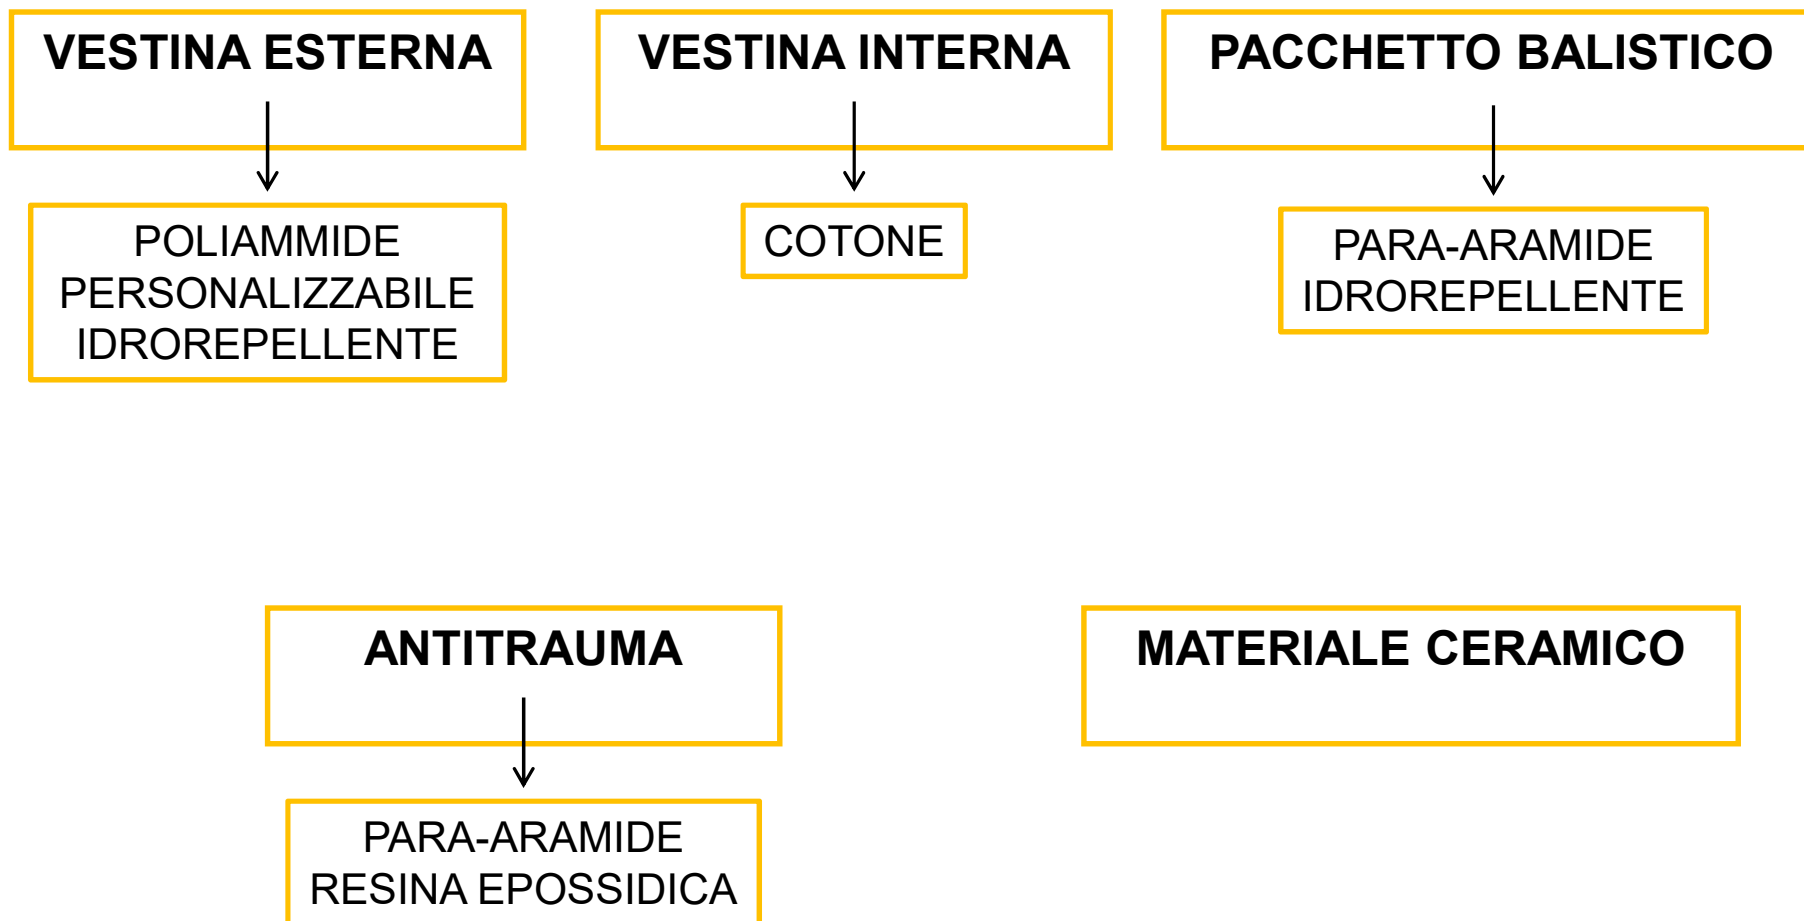 VESTINA ESTERNA
POLIAMMIDE
PERSONALIZZABILE
IDROREPELLENTE
VESTINA INTERNA
COTONE
PACCHETTO BALISTICO
PARA-ARAMIDE
IDROREPELLENTE
ANTITRAUMA
PARA-ARAMIDE
RESINA EPOSSIDICA
MATERIALE CERAMICO